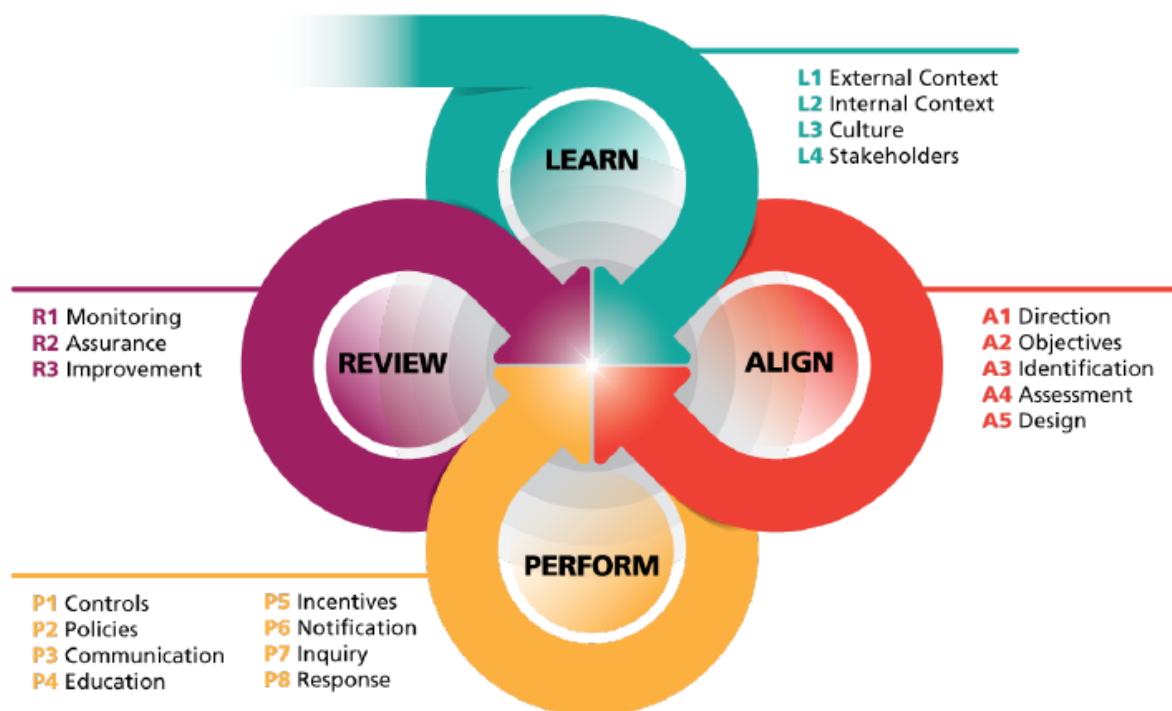 LEARN
L1 External Context
L2 Internal Context
L3 Culture
L4 Stakeholders
ALIGN
A1 Direction
A2 Objectives
A3 Identification
A4 Assessment
A5 Design
PERFORM
P1 Controls
P2 Policies
P3 Communication
P4 Education
P5 Incentives
P6 Notification
P7 Inquiry
P8 Response
REVIEW
R1 Monitoring
R2 Assurance
R3 Improvement